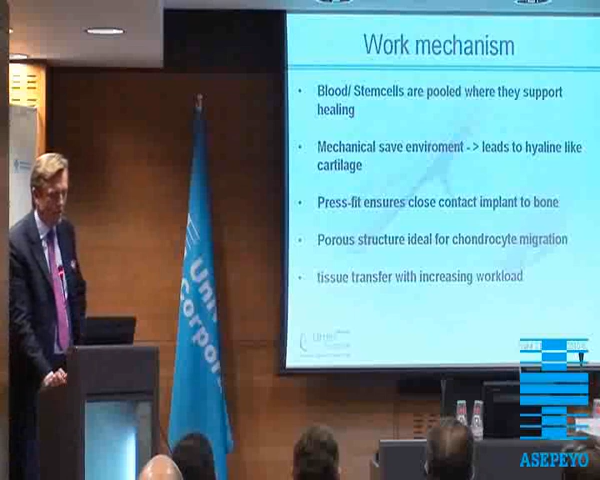 Work mechanism
• Blood/ Stemcells are pooled where they support
healing
• Mechanical save enviroment - > leads to hyaline like
cartilage
• Press-fit ensures close contact implant to bone
• Porous structure ideal for chondrocyte migration
• tissue transfer with increasing workload
ASEPEYO